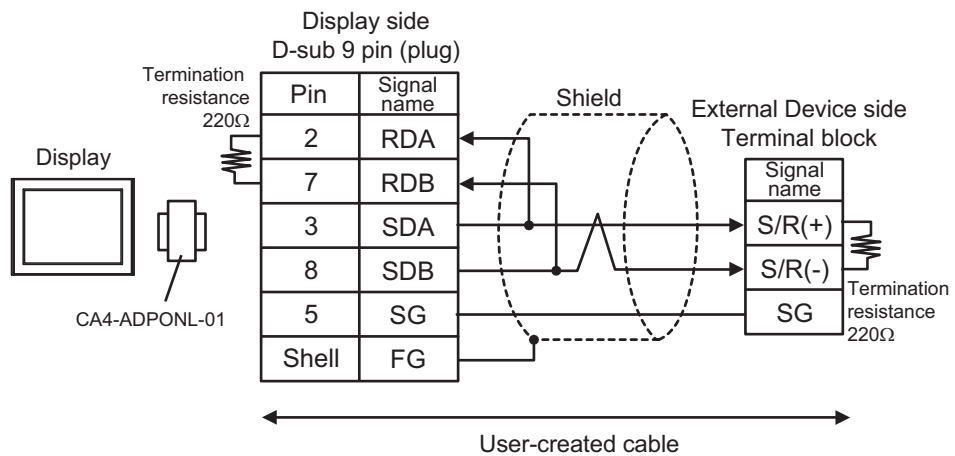 Display side
D-sub 9 pin (plug)
Termination
resistance
220Ω
Pin
Signal
name
2
RDA
7
RDB
3
SDA
8
SDB
5
SG
Shell
FG
Display
CA4-ADPONL-01
Shield
External Device side
Terminal block
Signal
name
S/R(+)
S/R(-)
SG
Termination
resistance
220Ω
User-created cable